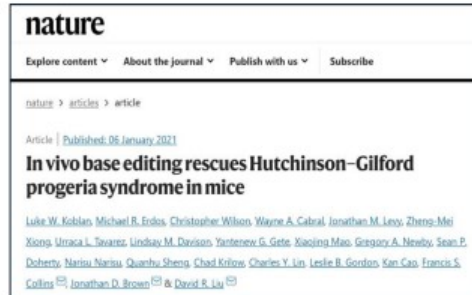 nature
Explore content About the journal Publish with us Subscribe
nature > articles > article
Article | Published: 06 January 2021
In vivo base editing rescues Hutchinson–Gilford
progeria syndrome in mice
Luke W. Koblan, Michael R. Erdos, Christopher Wilson, Wayne A. Cabral, Jonathan M. Levy, Zheng-Mei
Xiong, Urraca L. Tavarez, Lindsay M. Davison, Yantenew G. Gete, Xiaojing Mao, Gregory A. Newby, Sean P.
Doherty, Narisu Narisu, Quanhu Sheng, Chad Krilow, Charles Y. Lin, Leslie B. Gordon, Kan Cao, Francis S.
Collins, Jonathan D. Brown & David R. Liu